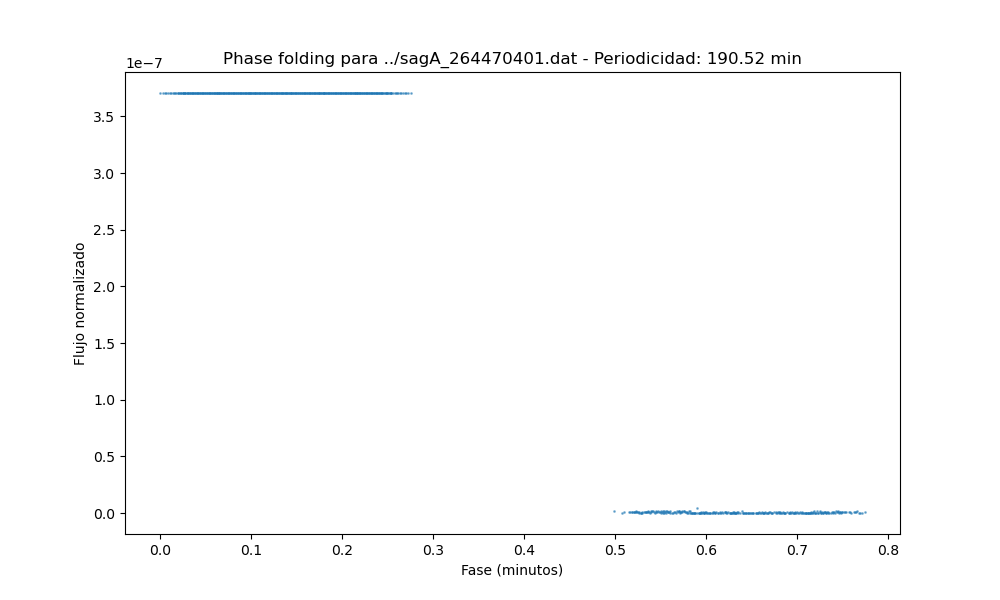 Phase folding para ../sagA_264470401.dat - Periodicidad: 190.52 min
1e−7
3.5
3.0
2.5
2.0
1.5
1.0
0.5
0.0
Flujo normalizado
0.0 0.1 0.2 0.3 0.4 0.5 0.6 0.7 0.8
Fase (minutos)